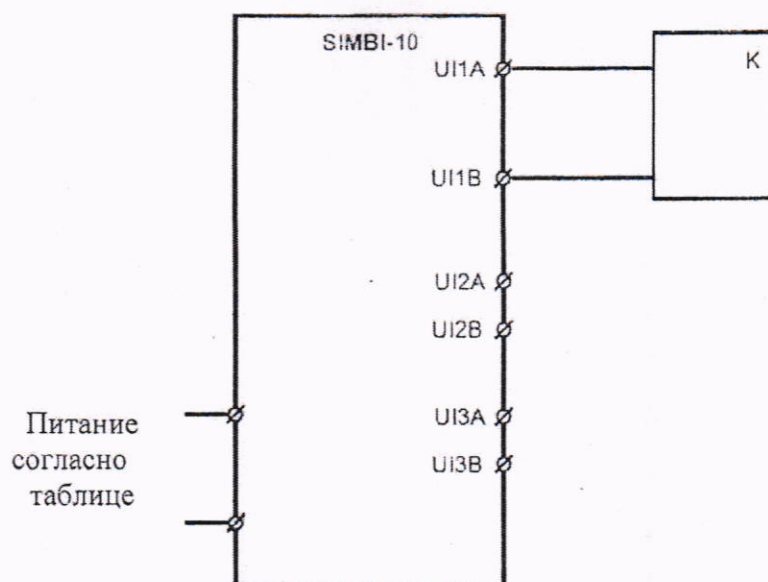 SIMBI-10
UI1A
K
UI1B
UI2A
UI2B
UI3A
UI3B
Питание
согласно
таблице